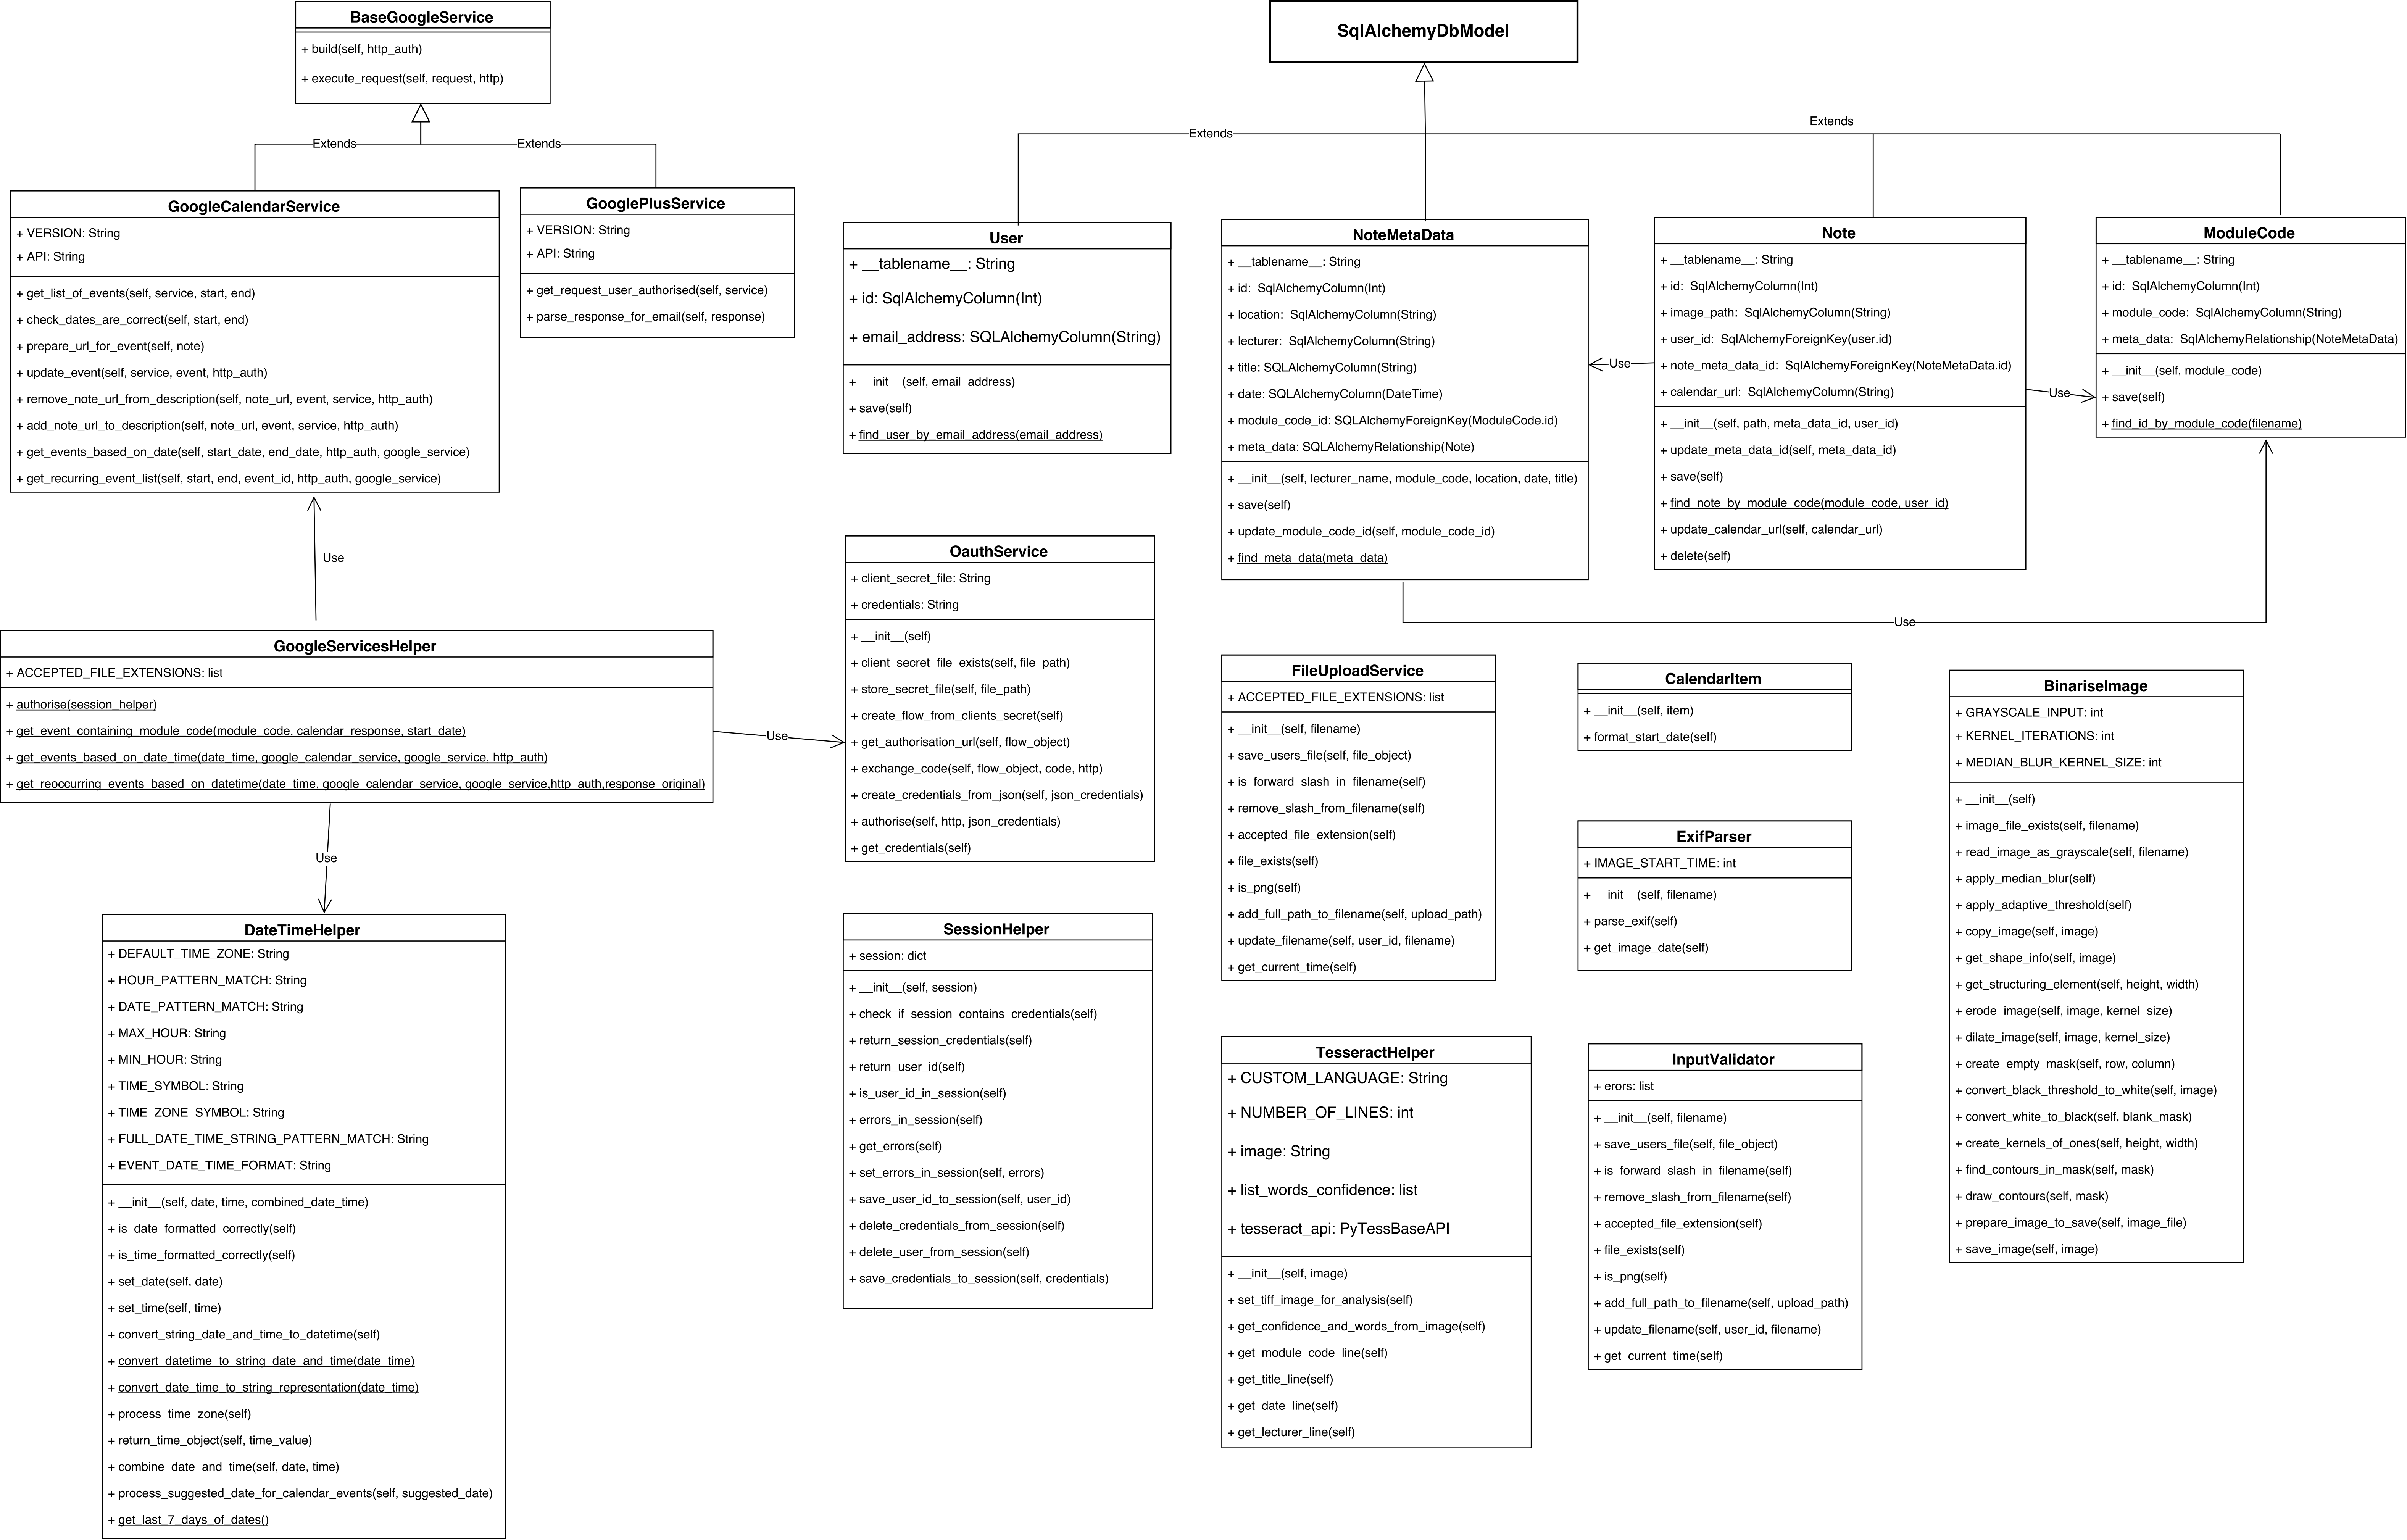 BaseGoogleService
+ build(self, http_auth)
+ execute_request(self, request, http)
SqlAlchemyDbModel
Extends
Extends
Extends
Extends
GoogleCalendarService
+ VERSION: String
+ API: String
+ get_list_of_events(self, service, start, end)
+ check_dates_are_correct(self, start, end)
+ prepare_url_for_event(self, note)
+ update_event(self, service, event, http_auth)
+ remove_note_url_from_description(self, note_url, event, service, http_auth)
+ add_note_url_to_description(self, note_url, event, service, http_auth)
+ get_events_based_on_date(self, start_date, end_date, http_auth, google_service)
+ get_recurring_event_list(self, start, end, event_id, http_auth, google_service)
GooglePlusService
+ VERSION: String
+ API: String
+ get_request_user_authorised(self, service)
+ parse_response_for_email(self, response)
User
+ __tablename__: String
+ id: SqlAlchemyColumn(Int)
+ email_address: SQLAlchemyColumn(String)
+ __init__(self, email_address)
+ save(self)
+ find_user_by_email_address(email_address)
NoteMetaData
+ __tablename__: String
+ id:  SqlAlchemyColumn(Int)
+ location:  SqlAlchemyColumn(String)
+ lecturer:  SqlAlchemyColumn(String)
+ title: SQLAlchemyColumn(String)
+ date: SQLAlchemyColumn(DateTime)
+ module_code_id: SQLAlchemyForeignKey(ModuleCode.id)
+ meta_data: SQLAlchemyRelationship(Note)
+ __init__(self, lecturer_name, module_code, location, date, title)
+ save(self)
+ update_module_code_id(self, module_code_id)
+ find_meta_data(meta_data)
Use
Note
+ __tablename__: String
+ id:  SqlAlchemyColumn(Int)
+ image_path:  SqlAlchemyColumn(String)
+ user_id:  SqlAlchemyForeignKey(user.id)
+ note_meta_data_id:  SqlAlchemyForeignKey(NoteMetaData.id)
+ calendar_url:  SqlAlchemyColumn(String)
+ __init__(self, path, meta_data_id, user_id)
+ update_meta_data_id(self, meta_data_id)
+ save(self)
+ find_note_by_module_code(module_code, user_id)
+ update_calendar_url(self, calendar_url)
+ delete(self)
Use
ModuleCode
+ __tablename__: String
+ id:  SqlAlchemyColumn(Int)
+ module_code:  SqlAlchemyColumn(String)
+ meta_data:  SqlAlchemyRelationship(NoteMetaData)
+ __init__(self, module_code)
+ save(self)
+ find_id_by_module_code(filename)
Use
Use
GoogleServicesHelper
+ ACCEPTED_FILE_EXTENSIONS: list
+ authorise(session_helper)
+ get_event_containing_module_code(module_code, calendar_response, start_date)
+ get_events_based_on_date_time(date_time, google_calendar_service, google_service, http_auth)
+ get_reoccurring_events_based_on_datetime(date_time, google_calendar_service, google_service,http_auth,response_original)
Use
Use
OauthService
+ client_secret_file: String
+ credentials: String
+ __init__(self)
+ client_secret_file_exists(self, file_path)
+ store_secret_file(self, file_path)
+ create_flow_from_clients_secret(self)
+ get_authorisation_url(self, flow_object)
+ exchange_code(self, flow_object, code, http)
+ create_credentials_from_json(self, json_credentials)
+ authorise(self, http, json_credentials)
+ get_credentials(self)
FileUploadService
+ ACCEPTED_FILE_EXTENSIONS: list
+ __init__(self, filename)
+ save_users_file(self, file_object)
+ is_forward_slash_in_filename(self)
+ remove_slash_from_filename(self)
+ accepted_file_extension(self)
+ file_exists(self)
+ is_png(self)
+ add_full_path_to_filename(self, upload_path)
+ update_filename(self, user_id, filename)
+ get_current_time(self)
CalendarItem
+ __init__(self, item)
+ format_start_date(self)
ExifParser
+ IMAGE_START_TIME: int
+ __init__(self, filename)
+ parse_exif(self)
+ get_image_date(self)
BinariseImage
+ GRAYSCALE_INPUT: int
+ KERNEL_ITERATIONS: int
+ MEDIAN_BLUR_KERNEL_SIZE: int
+ __init__(self)
+ image_file_exists(self, filename)
+ read_image_as_grayscale(self, filename)
+ apply_median_blur(self)
+ apply_adaptive_threshold(self)
+ copy_image(self, image)
+ get_shape_info(self, image)
+ get_structuring_element(self, height, width)
+ erode_image(self, image, kernel_size)
+ dilate_image(self, image, kernel_size)
+ create_empty_mask(self, row, column)
+ convert_black_threshold_to_white(self, image)
+ convert_white_to_black(self, blank_mask)
+ create_kernels_of_ones(self, height, width)
+ find_contours_in_mask(self, mask)
+ draw_contours(self, mask)
+ prepare_image_to_save(self, image_file)
+ save_image(self, image)
DateTimeHelper
+ DEFAULT_TIME_ZONE: String
+ HOUR_PATTERN_MATCH: String
+ DATE_PATTERN_MATCH: String
+ MAX_HOUR: String
+ MIN_HOUR: String
+ TIME_SYMBOL: String
+ TIME_ZONE_SYMBOL: String
+ FULL_DATE_TIME_STRING_PATTERN_MATCH: String
+ EVENT_DATE_TIME_FORMAT: String
+ __init__(self, date, time, combined_date_time)
+ is_date_formatted_correctly(self)
+ is_time_formatted_correctly(self)
+ set_date(self, date)
+ set_time(self, time)
+ convert_string_date_and_time_to_datetime(self)
+ convert_datetime_to_string_date_and_time(date_time)
+ convert_date_time_to_string_representation(date_time)
+ process_time_zone(self)
+ return_time_object(self, time_value)
+ combine_date_and_time(self, date, time)
+ process_suggested_date_for_calendar_events(self, suggested_date)
+ get_last_7_days_of_dates()
SessionHelper
+ session: dict
+ __init__(self, session)
+ check_if_session_contains_credentials(self)
+ return_session_credentials(self)
+ return_user_id(self)
+ is_user_id_in_session(self)
+ errors_in_session(self)
+ get_errors(self)
+ set_errors_in_session(self, errors)
+ save_user_id_to_session(self, user_id)
+ delete_credentials_from_session(self)
+ delete_user_from_session(self)
+ save_credentials_to_session(self, credentials)
TesseractHelper
+ CUSTOM_LANGUAGE: String
+ NUMBER_OF_LINES: int
+ image: String
+ list_words_confidence: list
+ tesseract_api: PyTessBaseAPI
+ __init__(self, image)
+ set_tiff_image_for_analysis(self)
+ get_confidence_and_words_from_image(self)
+ get_module_code_line(self)
+ get_title_line(self)
+ get_date_line(self)
+ get_lecturer_line(self)
InputValidator
+ erors: list
+ __init__(self, filename)
+ save_users_file(self, file_object)
+ is_forward_slash_in_filename(self)
+ remove_slash_from_filename(self)
+ accepted_file_extension(self)
+ file_exists(self)
+ is_png(self)
+ add_full_path_to_filename(self, upload_path)
+ update_filename(self, user_id, filename)
+ get_current_time(self)